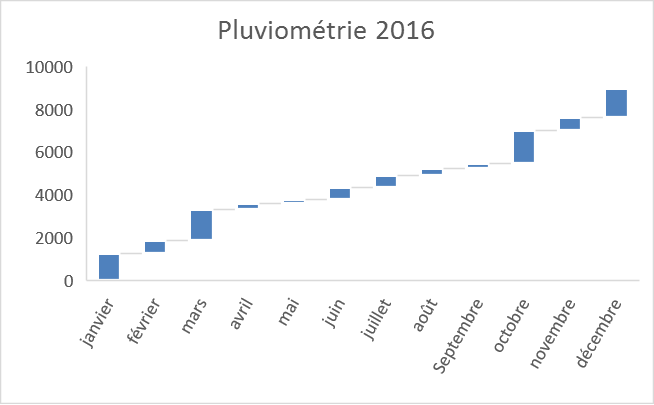 Pluviométrie 2016
10000
8000
6000
4000
2000
0
janvier
février
mars
avril
mai
juin
juillet
août
Septembre
octobre
novembre
décembre